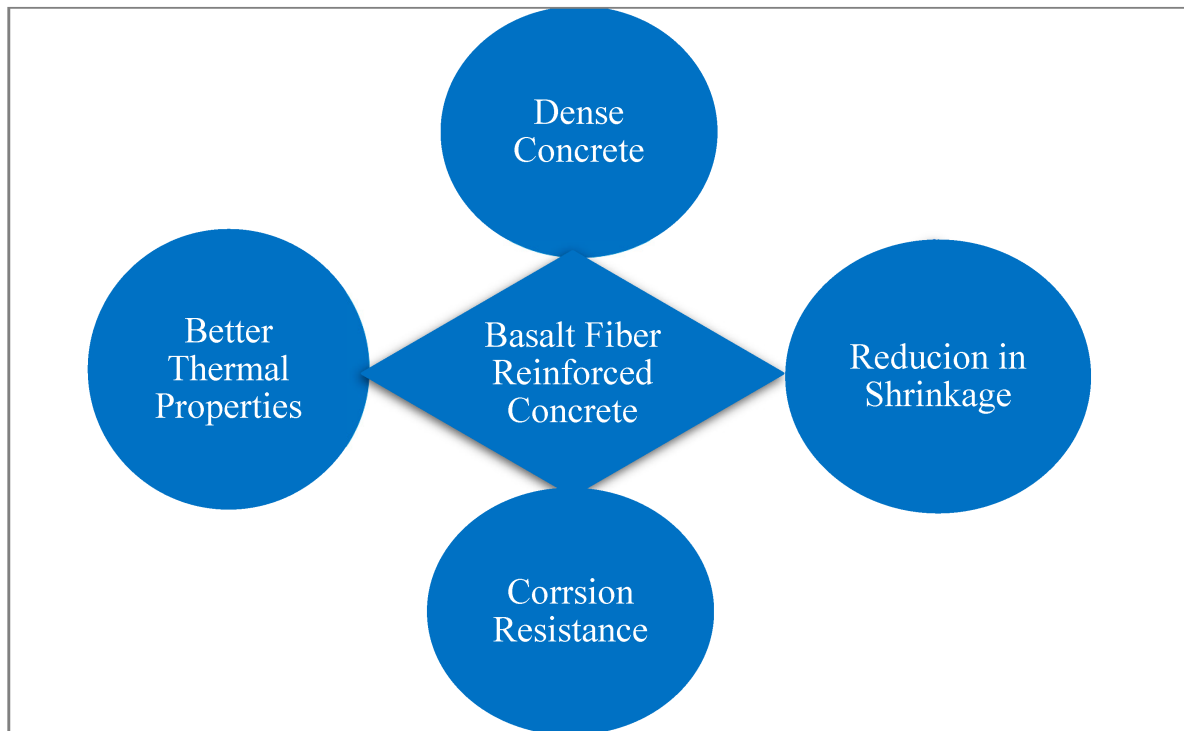 Dense
Concrete
Better
Thermal
Properties
Basalt Fiber
Reinforced
Concrete
Reducion in
Shrinkage
Corrsion
Resistance